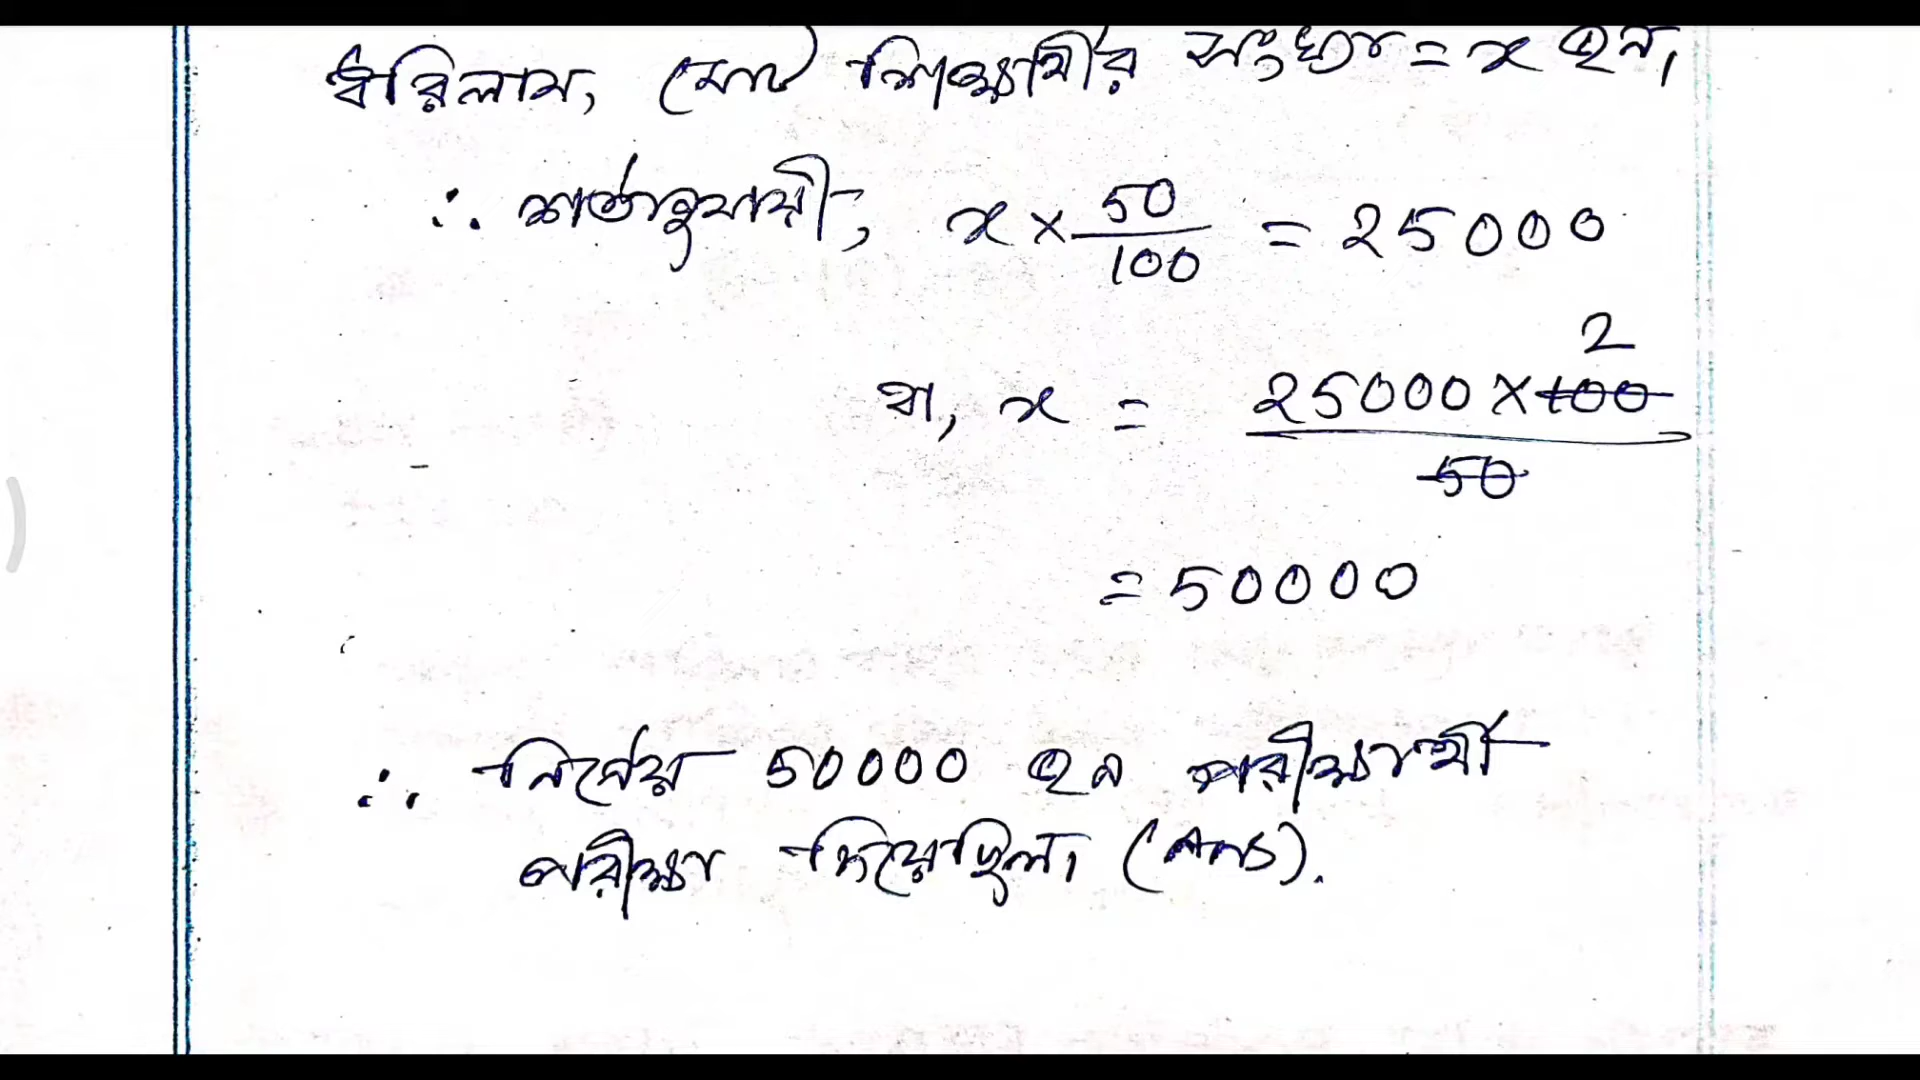 ধরিলাম, মোট শিক্ষার্থীর সংখ্যা = x জন।
∴ শর্তানুযায়ী, x × 50/100 = 25000
বা, x = 25000 × 100/50 2
= 50000
∴ নির্ণেয় 50000 জন পরীক্ষার্থী
পরীক্ষা দিয়েছিল। (Ans).